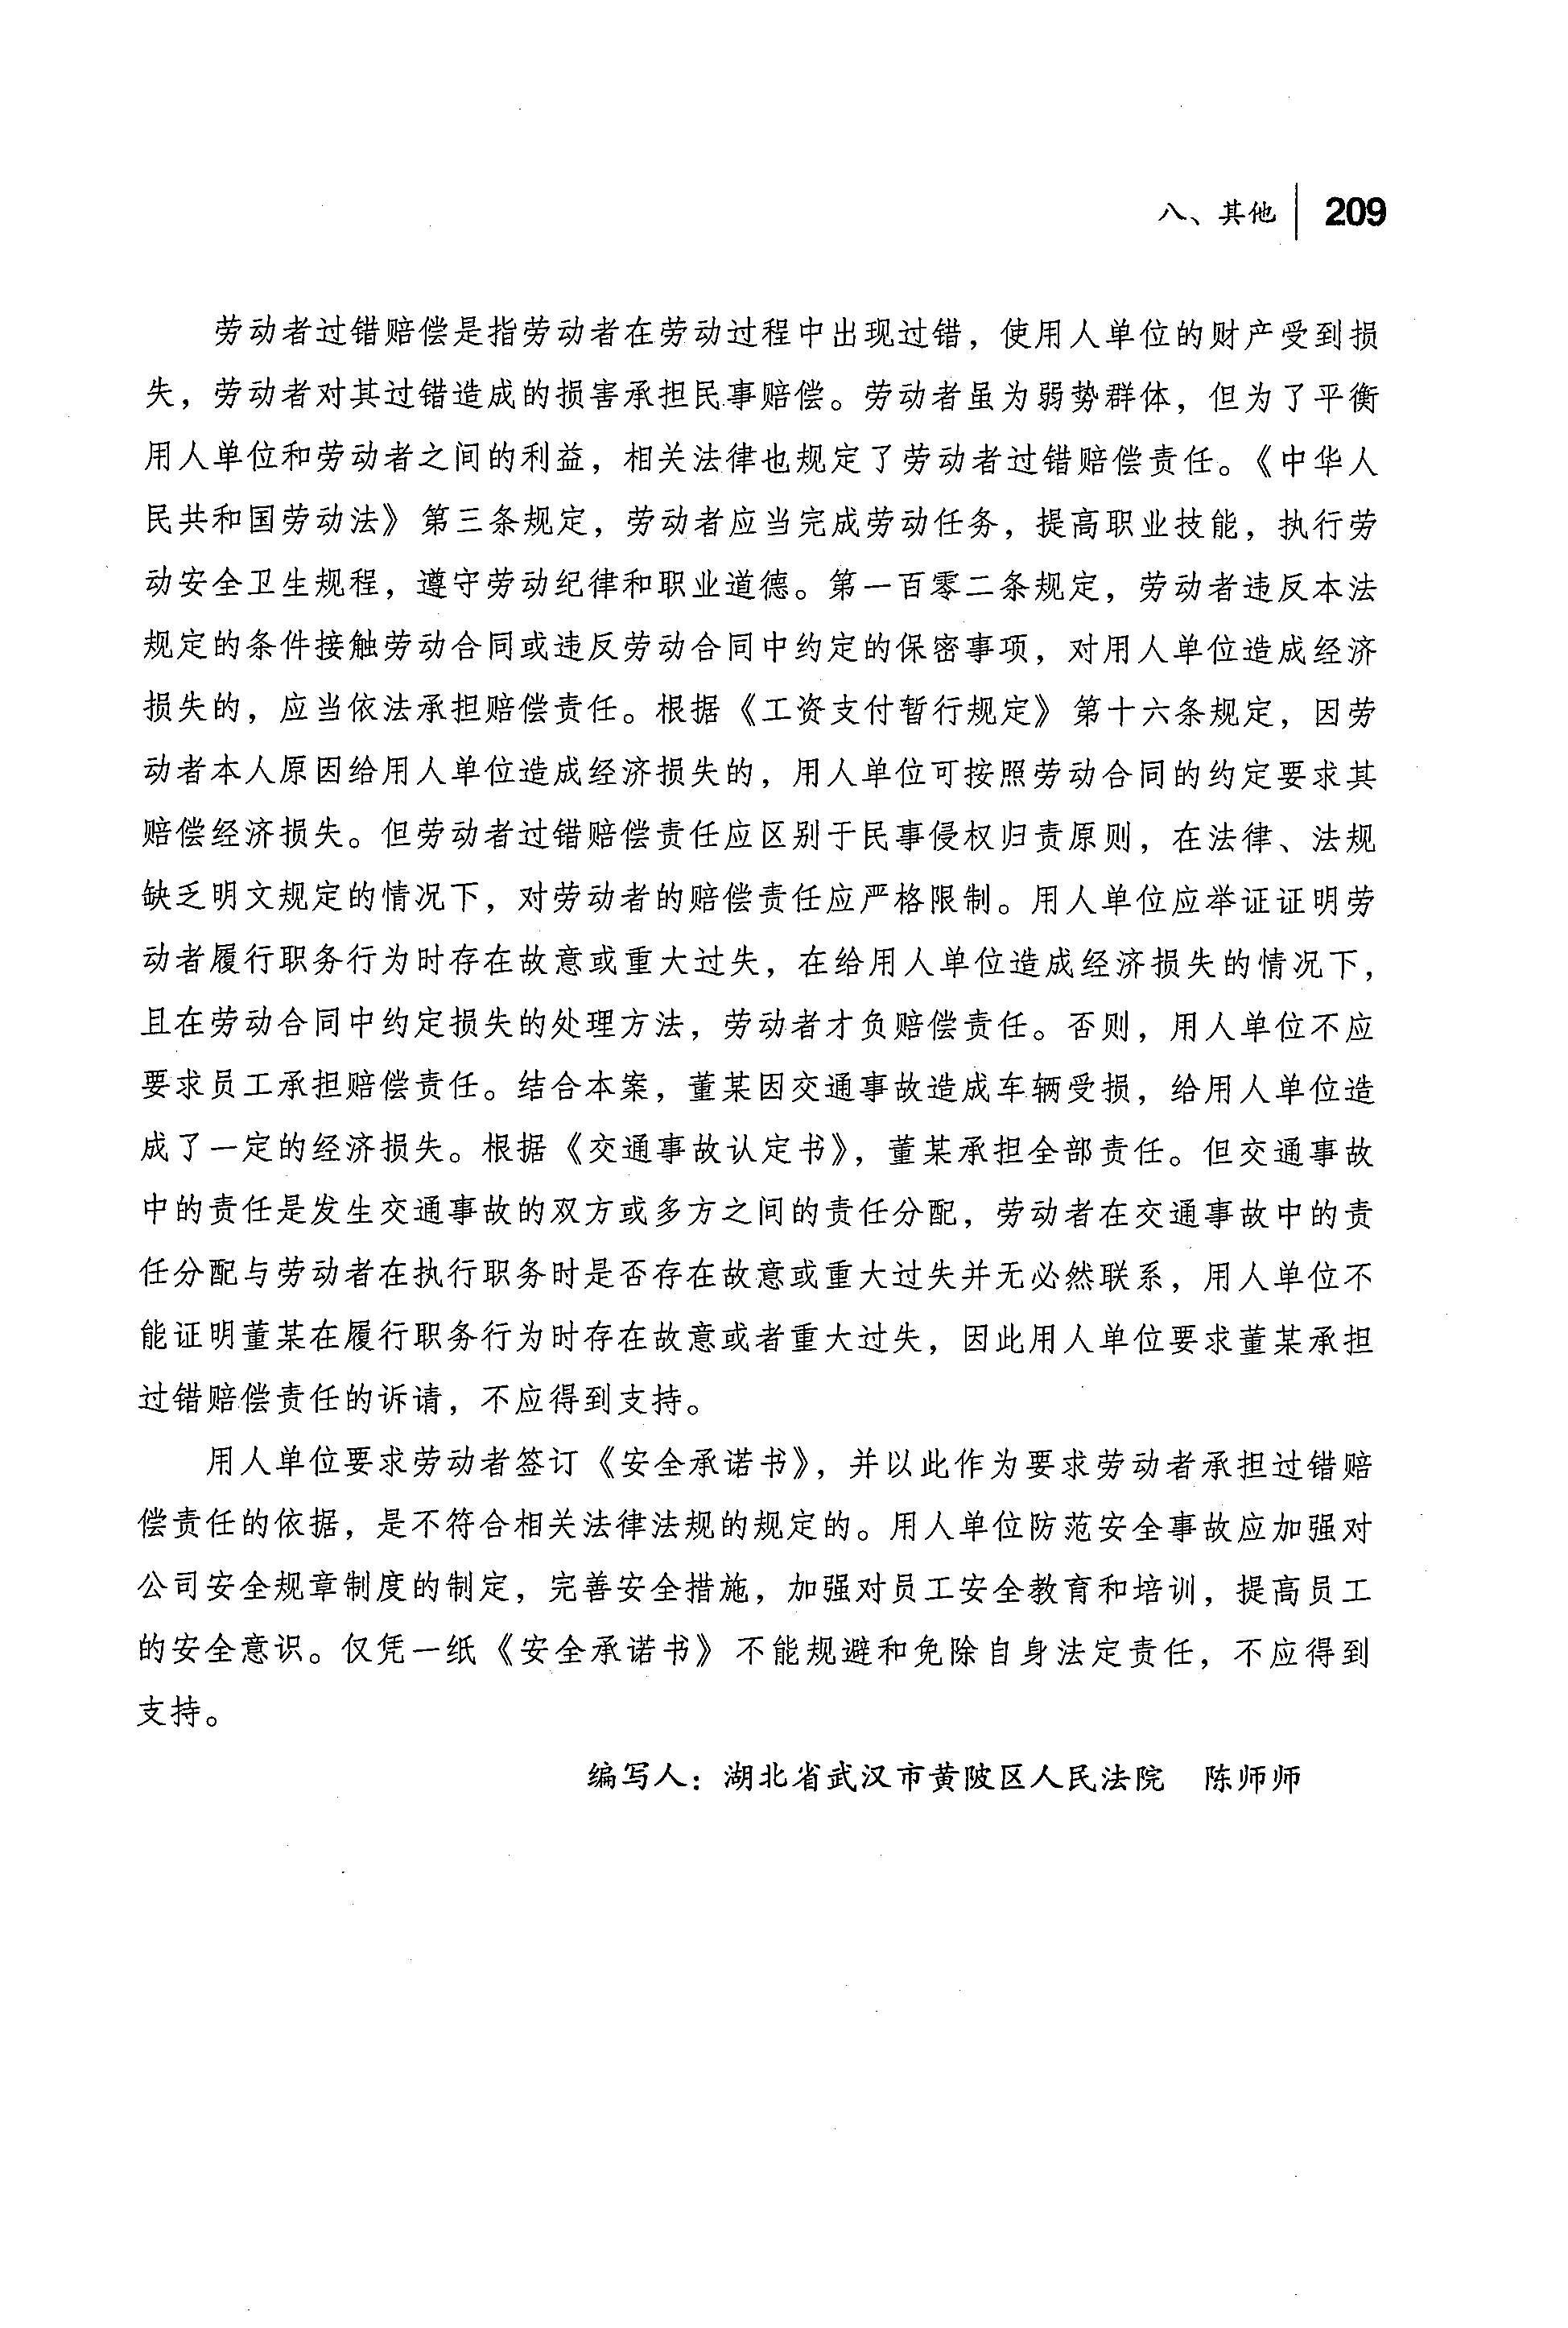 八、其他 209
劳动者过错赔偿是指劳动者在劳动过程中出现过错，使用人单位的财产受到损
失，劳动者对其过错造成的损害承担民事赔偿。劳动者虽为弱势群体，但为了平衡
用人单位和劳动者之间的利益，相关法律也规定了劳动者过错赔偿责任。《中华人
民共和国劳动法》第三条规定，劳动者应当完成劳动任务，提高职业技能，执行劳
动安全卫生规程，遵守劳动纪律和职业道德。第一百零二条规定，劳动者违反本法
规定的条件接触劳动合同或违反劳动合同中约定的保密事项，对用人单位造成经济
损失的，应当依法承担赔偿责任。根据《工资支付暂行规定》第十六条规定，因劳
动者本人原因给用人单位造成经济损失的，用人单位可按照劳动合同的约定要求其
赔偿经济损失。但劳动者过错赔偿责任应区别于民事侵权归责原则，在法律、法规
缺乏明文规定的情况下，对劳动者的赔偿责任应严格限制。用人单位应举证证明劳
动者履行职务行为时存在故意或重大过失，在给用人单位造成经济损失的情况下，
且在劳动合同中约定损失的处理方法，劳动者才负赔偿责任。否则，用人单位不应
要求员工承担赔偿责任。结合本案，董某因交通事故造成车辆受损，给用人单位造
成了一定的经济损失。根据《交通事故认定书》，董某承担全部责任。但交通事故
中的责任是发生交通事故的双方或多方之间的责任分配，劳动者在交通事故中的责
任分配与劳动者在执行职务时是否存在故意或重大过失并无必然联系，用人单位不
能证明董某在履行职务行为时存在故意或者重大过失，因此用人单位要求董某承担
过错赔偿责任的诉请，不应得到支持。
用人单位要求劳动者签订《安全承诺书》，并以此作为要求劳动者承担过错赔
偿责任的依据，是不符合相关法律法规的规定的。用人单位防范安全事故应加强对
公司安全规章制度的制定，完善安全措施，加强对员工安全教育和培训，提高员工
的安全意识。仅凭一纸《安全承诺书》不能规避和免除自身法定责任，不应得到
支持。
编写人：湖北省武汉市黄陂区人民法院 陈师师